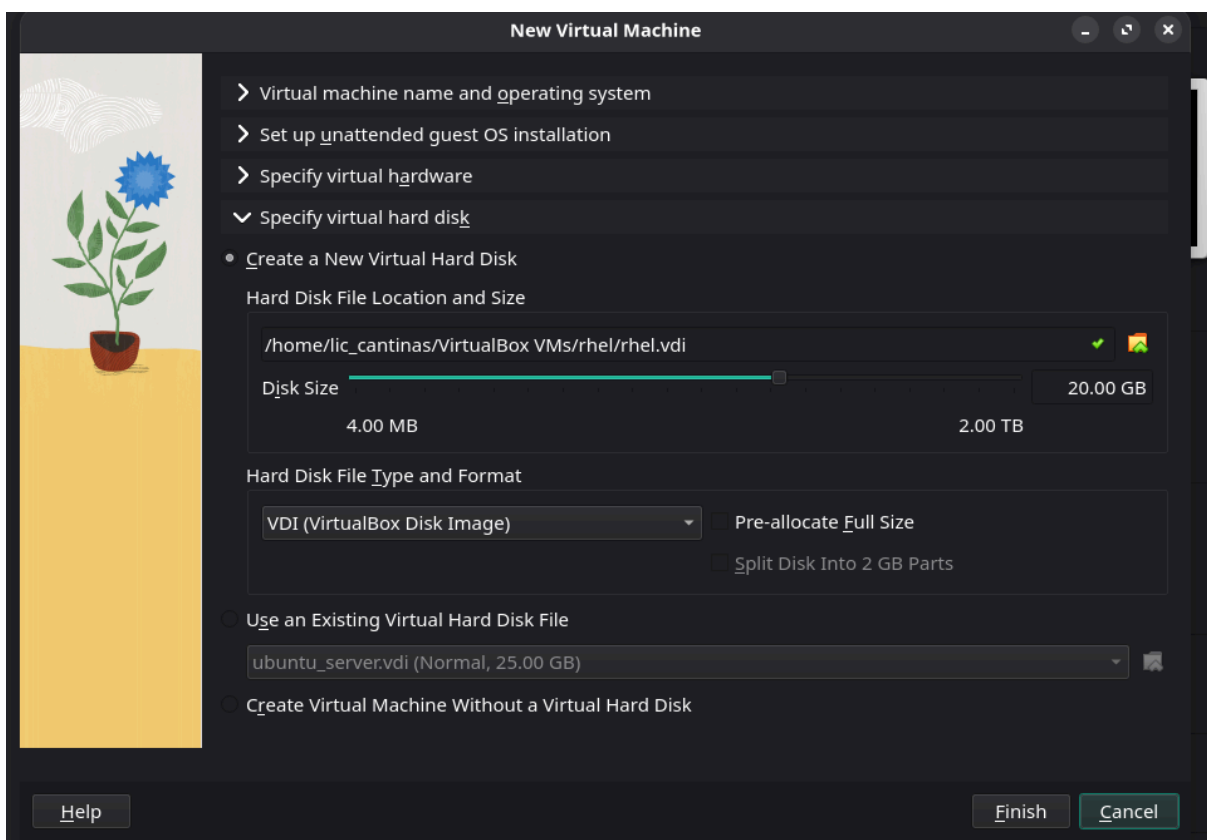 New Virtual Machine
Virtual machine name and operating system
Set up unattended guest OS installation
Specify virtual hardware
Specify virtual hard disk
Create a New Virtual Hard Disk
Hard Disk File Location and Size
/home/lic_cantinas/VirtualBox VMs/rhel/rhel.vdi
Disk Size 20.00 GB
4.00 MB 2.00 TB
Hard Disk File Type and Format
VDI (VirtualBox Disk Image) Pre-allocate Full Size
Split Disk Into 2 GB Parts
Use an Existing Virtual Hard Disk File
ubuntu_server.vdi (Normal, 25.00 GB)
Create Virtual Machine Without a Virtual Hard Disk
Help Finish Cancel